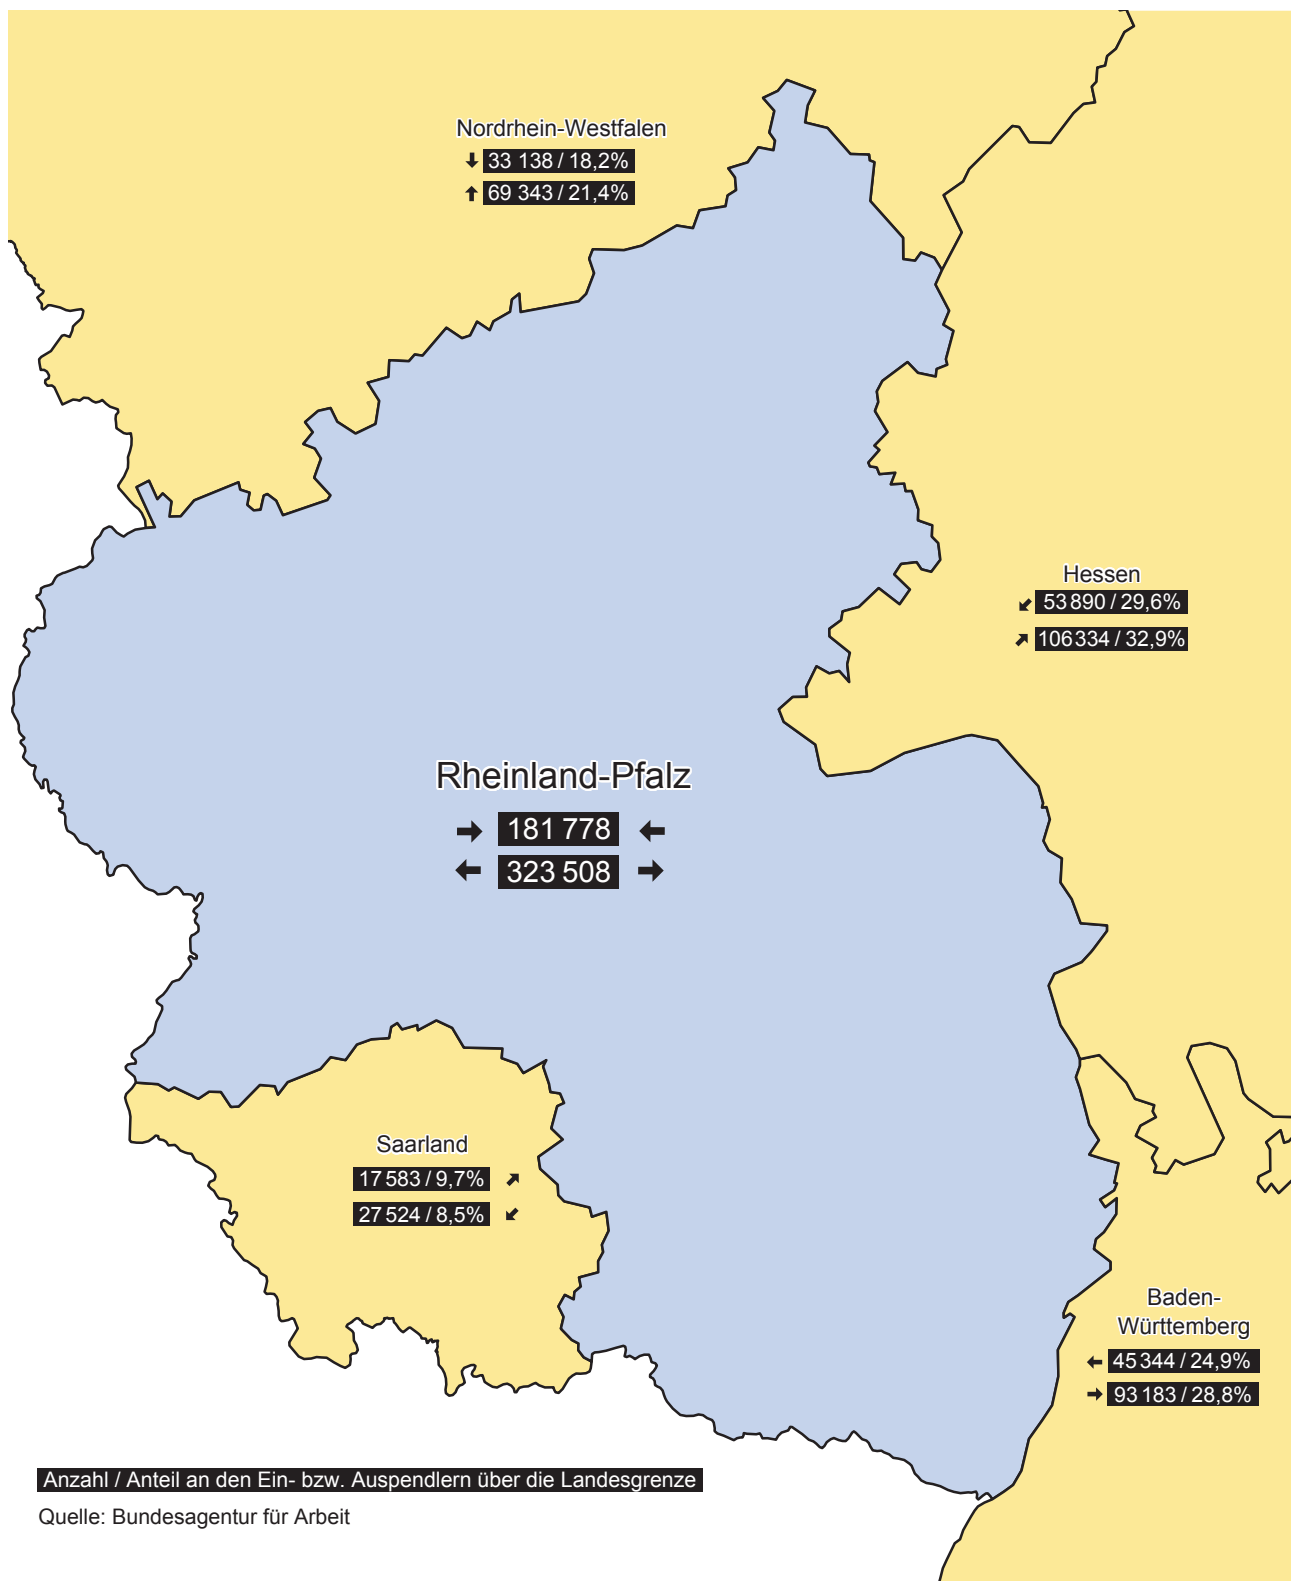 Nordrhein-Westfalen
33 138 / 18,2%
69 343 / 21,4%
Hessen
53 890 / 29,6%
106 334 / 32,9%
Rheinland-Pfalz
181 778
323 508
Saarland
17 583 / 9,7%
27 524 / 8,5%
Baden-
Württemberg
45 344 / 24,9%
93 183 / 28,8%
Anzahl / Anteil an den Ein- bzw. Auspendlern über die Landesgrenze
Quelle: Bundesagentur für Arbeit